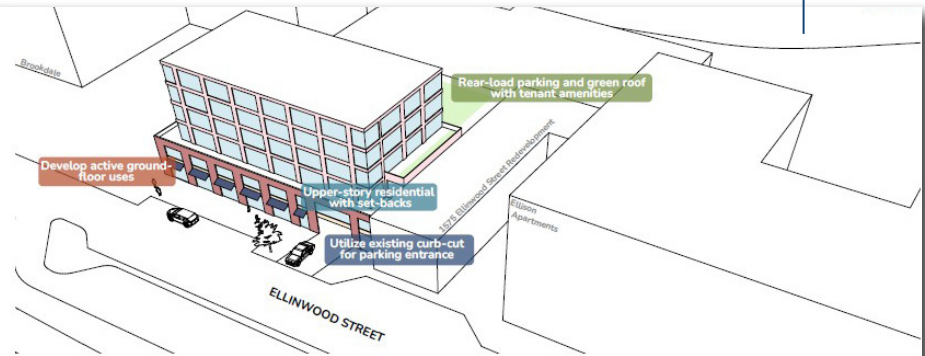 Brookdale
Rear-load parking and green roof
with tenant amenities
Develop active ground-
floor uses
Upper-story residential
with set-backs
1575 Ellinwood Street Redevelopment
Ellison
Apartments
Utilize existing curb-cut
for parking entrance
ELLINWOOD STREET